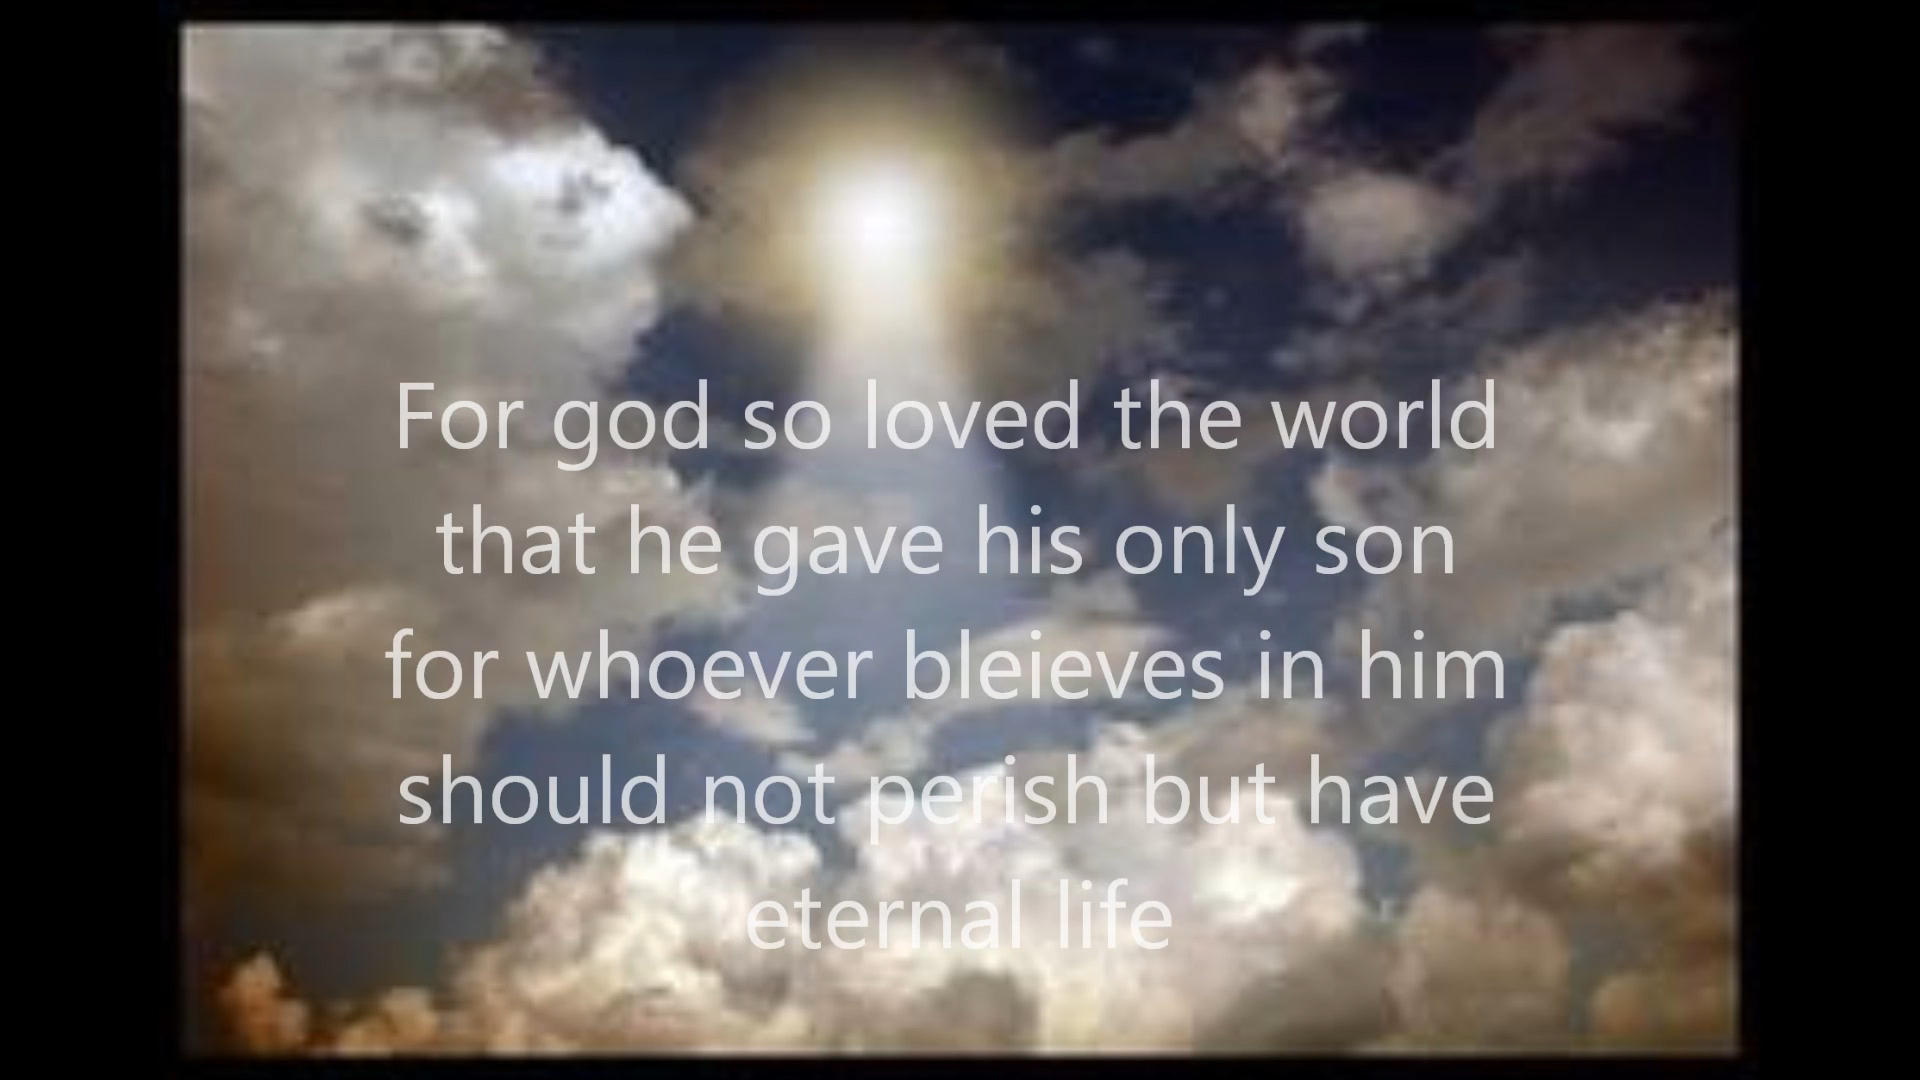 For god so loved the world
that he gave his only son
for whoever bleieves in him
should not perish but have
eternal life